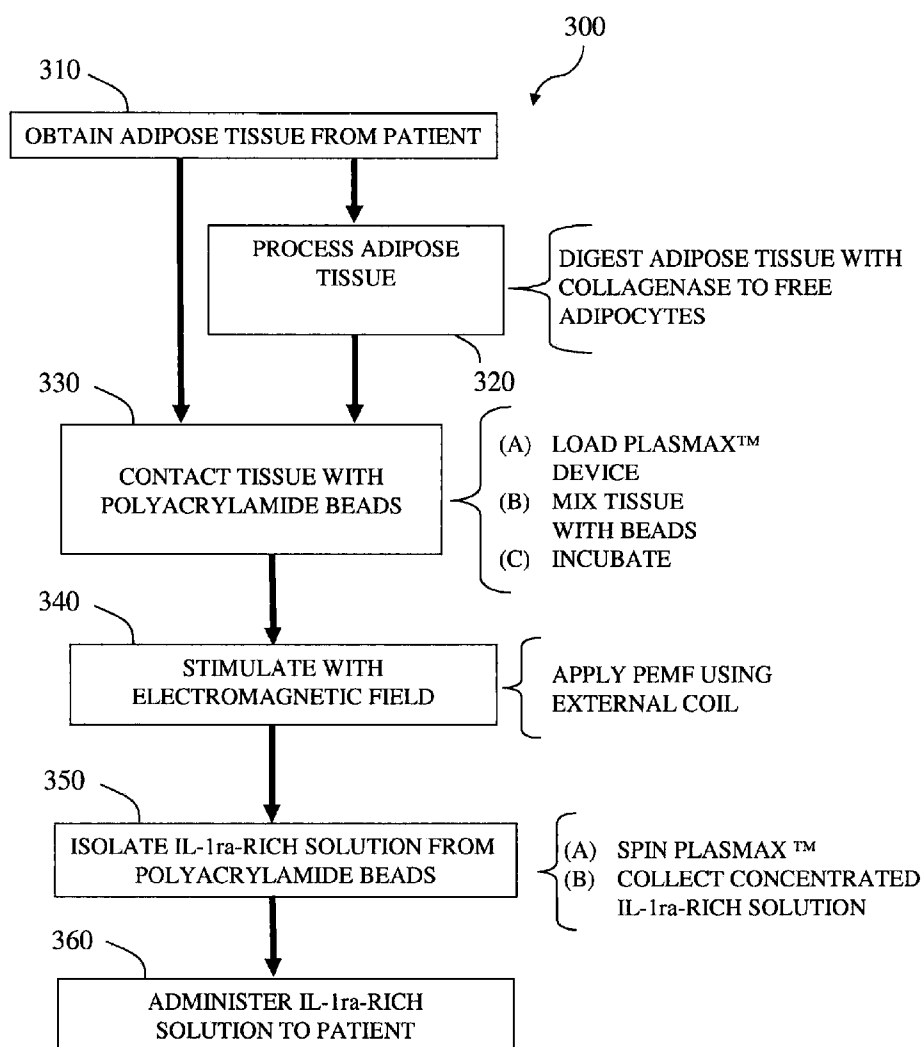 300
310
OBTAIN ADIPOSE TISSUE FROM PATIENT
PROCESS ADIPOSE
TISSUE
DIGEST ADIPOSE TISSUE WITH
COLLAGENASE TO FREE
ADIPOCYTES
320
330
CONTACT TISSUE WITH
POLYACRYLAMIDE BEADS
(A) LOAD PLASMAX™
DEVICE
(B) MIX TISSUE
WITH BEADS
(C) INCUBATE
340
STIMULATE WITH
ELECTROMAGNETIC FIELD
APPLY PEMF USING
EXTERNAL COIL
350
ISOLATE IL-1ra-RICH SOLUTION FROM
POLYACRYLAMIDE BEADS
(A) SPIN PLASMAX ™
(B) COLLECT CONCENTRATED
IL-1ra-RICH SOLUTION
360
ADMINISTER IL-1ra-RICH
SOLUTION TO PATIENT